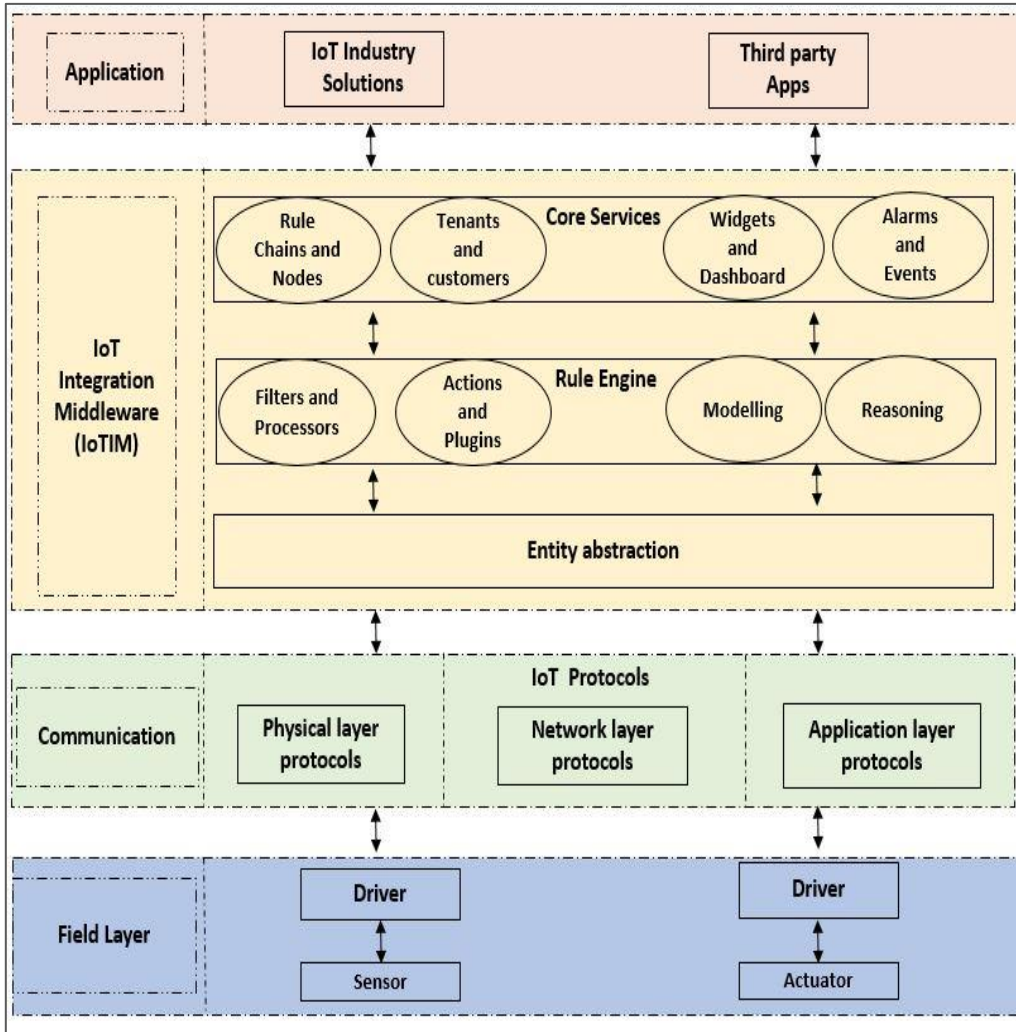 Application
IoT Industry
Solutions
Third party
Apps
IoT
Integration
Middleware
(IoTIM)
Core Services
Rule
Chains and
Nodes
Tenants
and
customers
Widgets
and
Dashboard
Alarms
and
Events
Rule Engine
Filters and
Processors
Actions
and
Plugins
Modelling
Reasoning
Entity abstraction
Communication
IoT Protocols
Physical layer
protocols
Network layer
protocols
Application layer
protocols
Field Layer
Driver
Sensor
Driver
Actuator